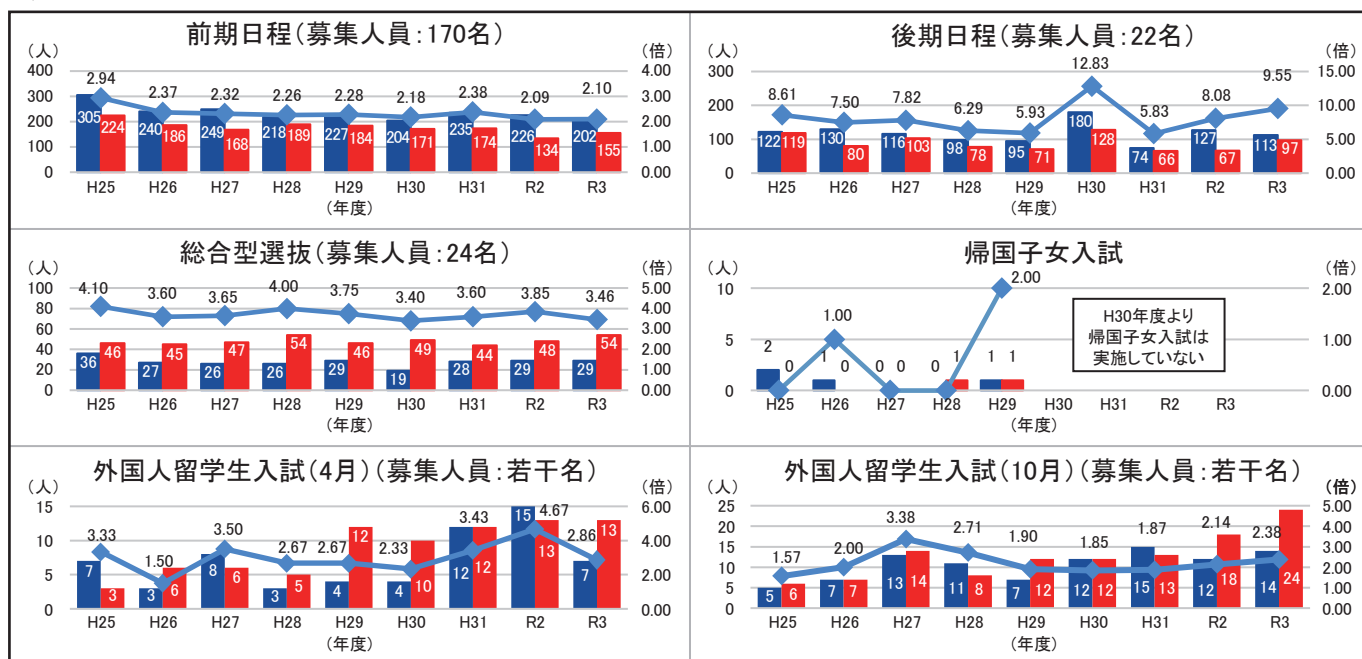 前期日程(募集人員:170名)
(人) (倍)
400 300 200 100 0
4.00 3.00 2.00 1.00 0.00
2.94 2.37 2.32 2.26 2.28 2.18 2.38 2.09 2.10
305 224 240 186 249 168 218 189 227 184 204 171 235 174 226 134 202 155
H25 H26 H27 H28 H29 H30 H31 R2 R3
(年度)
後期日程(募集人員:22名)
(人) (倍)
300 200 100 0
15.00 10.00 5.00 0.00
8.61 7.50 7.82 6.29 5.93 12.83 5.83 8.08 9.55
122 119 130 80 116 103 98 78 95 71 180 128 74 66 127 67 113 97
H25 H26 H27 H28 H29 H30 H31 R2 R3
(年度)
総合型選抜(募集人員:24名)
(人) (倍)
100 80 60 40 20 0
5.00 4.00 3.00 2.00 1.00 0.00
4.10 3.60 3.65 4.00 3.75 3.40 3.60 3.85 3.46
36 46 27 45 26 47 26 54 29 46 19 49 28 44 29 48 29 54
H25 H26 H27 H28 H29 H30 H31 R2 R3
(年度)
帰国子女入試
(人) (倍)
10 5 0
2.00 1.00 0.00
1.00 2.00
2 0 1 0 0 0 0 1 1 1
H30年度より
帰国子女入試は
実施していない
H25 H26 H27 H28 H29 H30 H31 R2 R3
(年度)
外国人留学生入試(4月)(募集人員:若干名)
(人) (倍)
15 10 5 0
6.00 4.00 2.00 0.00
3.33 1.50 3.50 2.67 2.67 2.33 3.43 4.67 2.86
7 3 3 6 8 6 3 5 4 12 4 10 12 12 15 13 7 13
H25 H26 H27 H28 H29 H30 H31 R2 R3
(年度)
外国人留学生入試(10月)(募集人員:若干名)
(人) (倍)
25 20 15 10 5 0
5.00 4.00 3.00 2.00 1.00 0.00
1.57 2.00 3.38 2.71 1.90 1.85 1.87 2.14 2.38
5 6 7 7 13 14 11 8 7 12 12 12 15 13 12 18 14 24
H25 H26 H27 H28 H29 H30 H31 R2 R3
(年度)